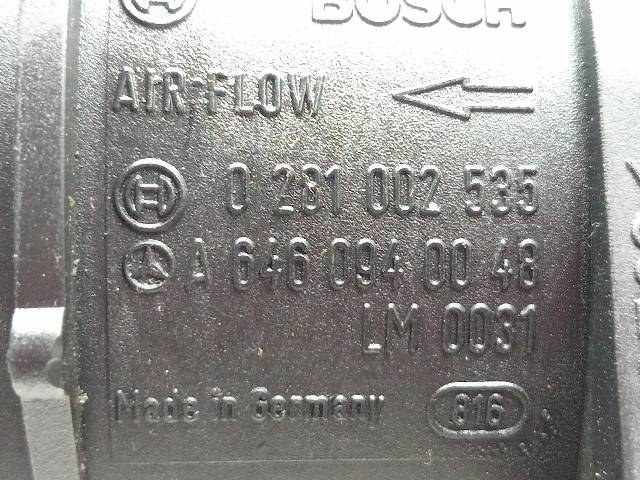 BOSCH
AIR FLOW
0 281 002 535
A 646 094 00 48
LM 0031
Made in Germany 816